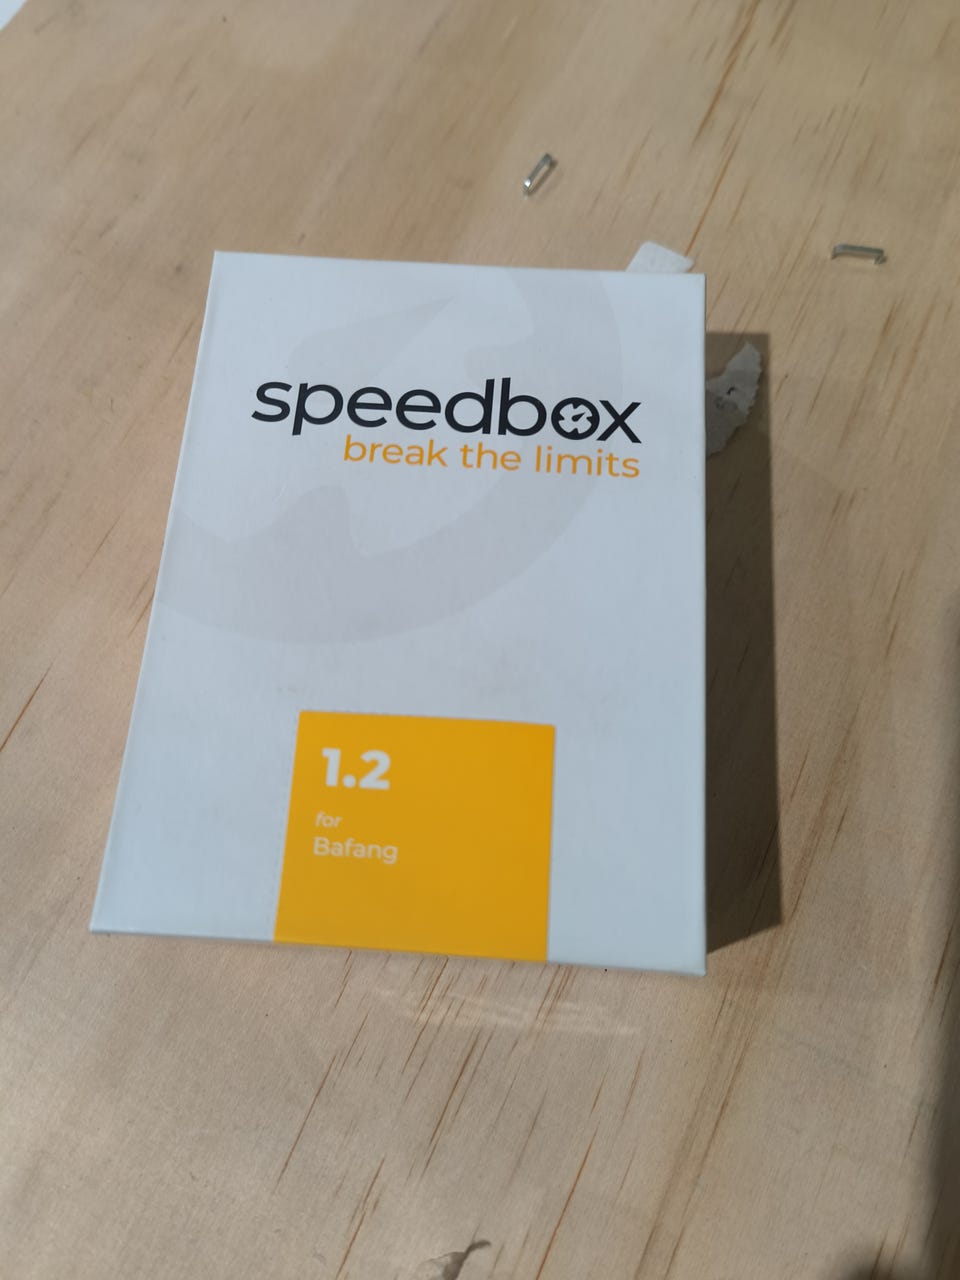 speedbox
break the limits
1.2
for
Bafang